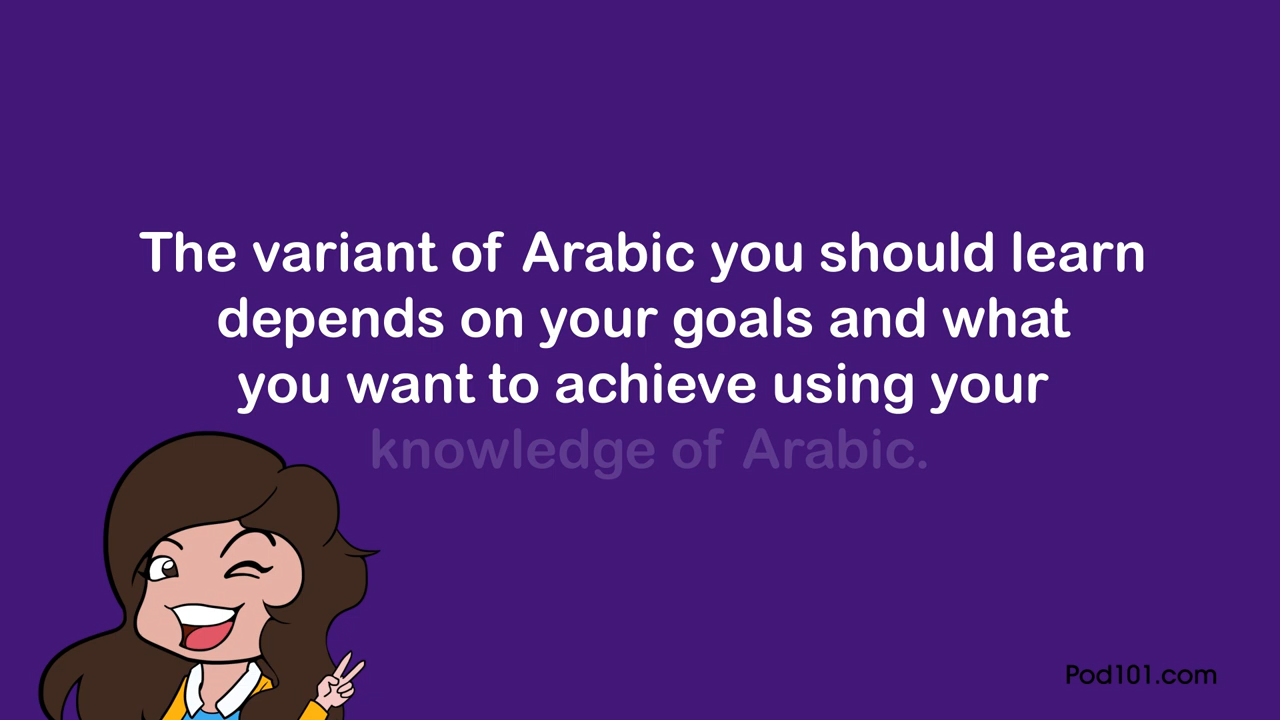 The variant of Arabic you should learn
depends on your goals and what
you want to achieve using your
knowledge of Arabic.
Pod101.com